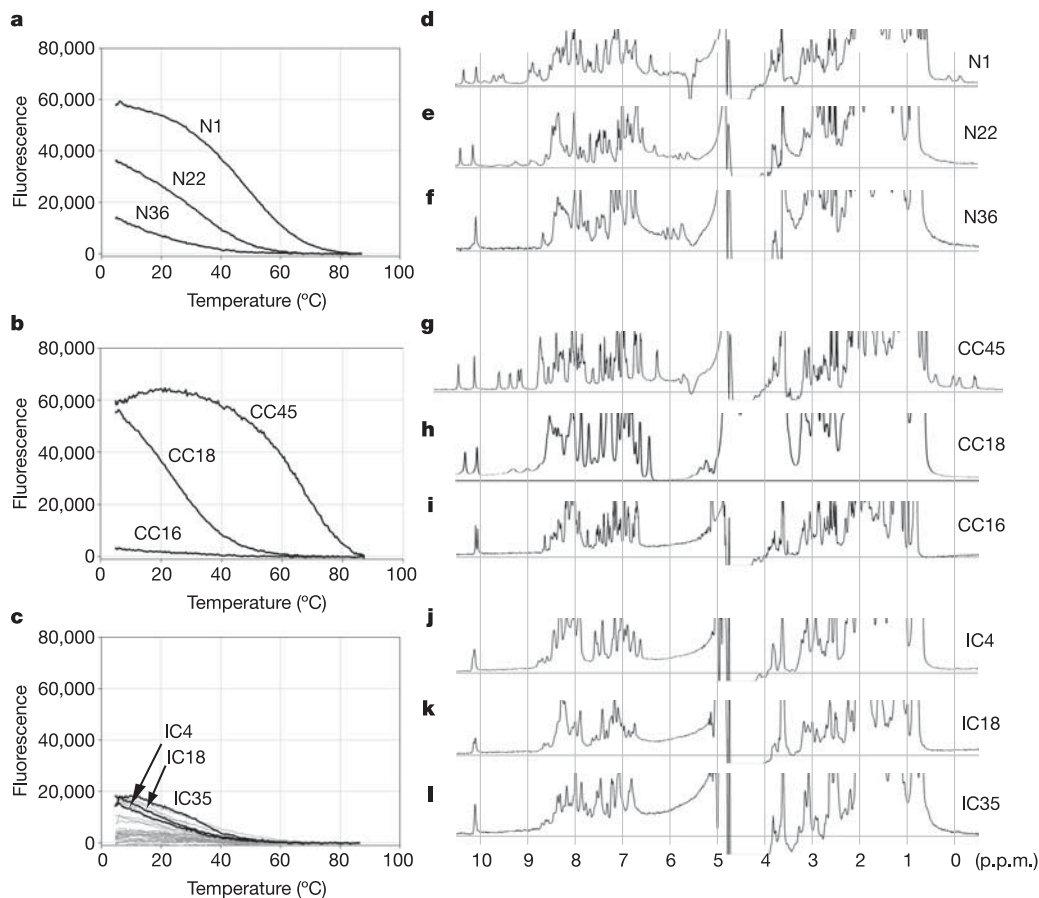 a
80,000
60,000
40,000
20,000
0
Fluorescence
N1
N22
N36
0 20 40 60 80 100
Temperature (°C)
b
80,000
60,000
40,000
20,000
0
Fluorescence
CC45
CC18
CC16
0 20 40 60 80 100
Temperature (°C)
c
80,000
60,000
40,000
20,000
0
Fluorescence
IC4
IC18
IC35
0 20 40 60 80 100
Temperature (°C)
d
N1
e
N22
f
N36
g
CC45
h
CC18
i
CC16
j
IC4
k
IC18
l
IC35
10 9 8 7 6 5 4 3 2 1 0 (p.p.m.)